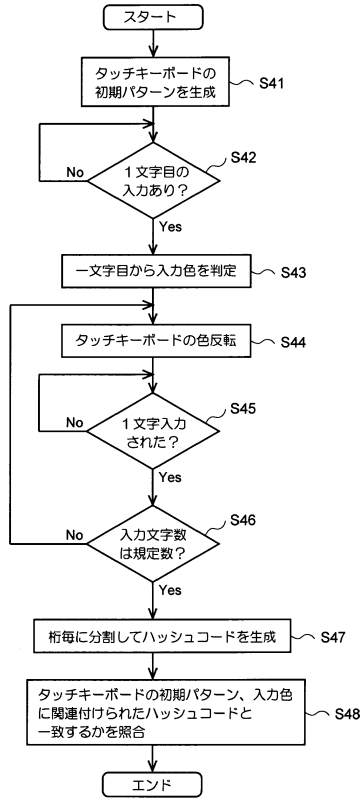 スタート
タッチキーボードの
初期パターンを生成
S41
1文字目の
入力あり？
S42
No
Yes
一文字目から入力色を判定
S43
タッチキーボードの色反転
S44
1文字入力
された？
S45
No
Yes
入力文字数
は規定数？
S46
No
Yes
桁毎に分割してハッシュコードを生成
S47
タッチキーボードの初期パターン、入力色
に関連付けられたハッシュコードと
一致するかを照合
S48
エンド